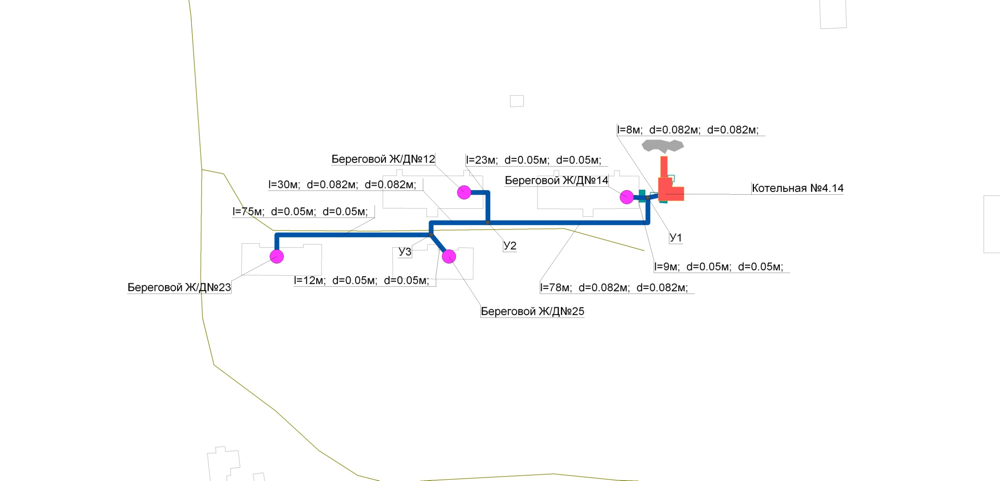 l=8м; d=0.082м; d=0.082м;
Береговой Ж/Д№12
l=23м; d=0.05м; d=0.05м;
Береговой Ж/Д№14
l=30м; d=0.082м; d=0.082м;
Котельная №4.14
l=75м; d=0.05м; d=0.05м;
У1
У2
У3
l=9м; d=0.05м; d=0.05м;
l=12м; d=0.05м; d=0.05м;
Береговой Ж/Д№23
l=78м; d=0.082м; d=0.082м;
Береговой Ж/Д№25